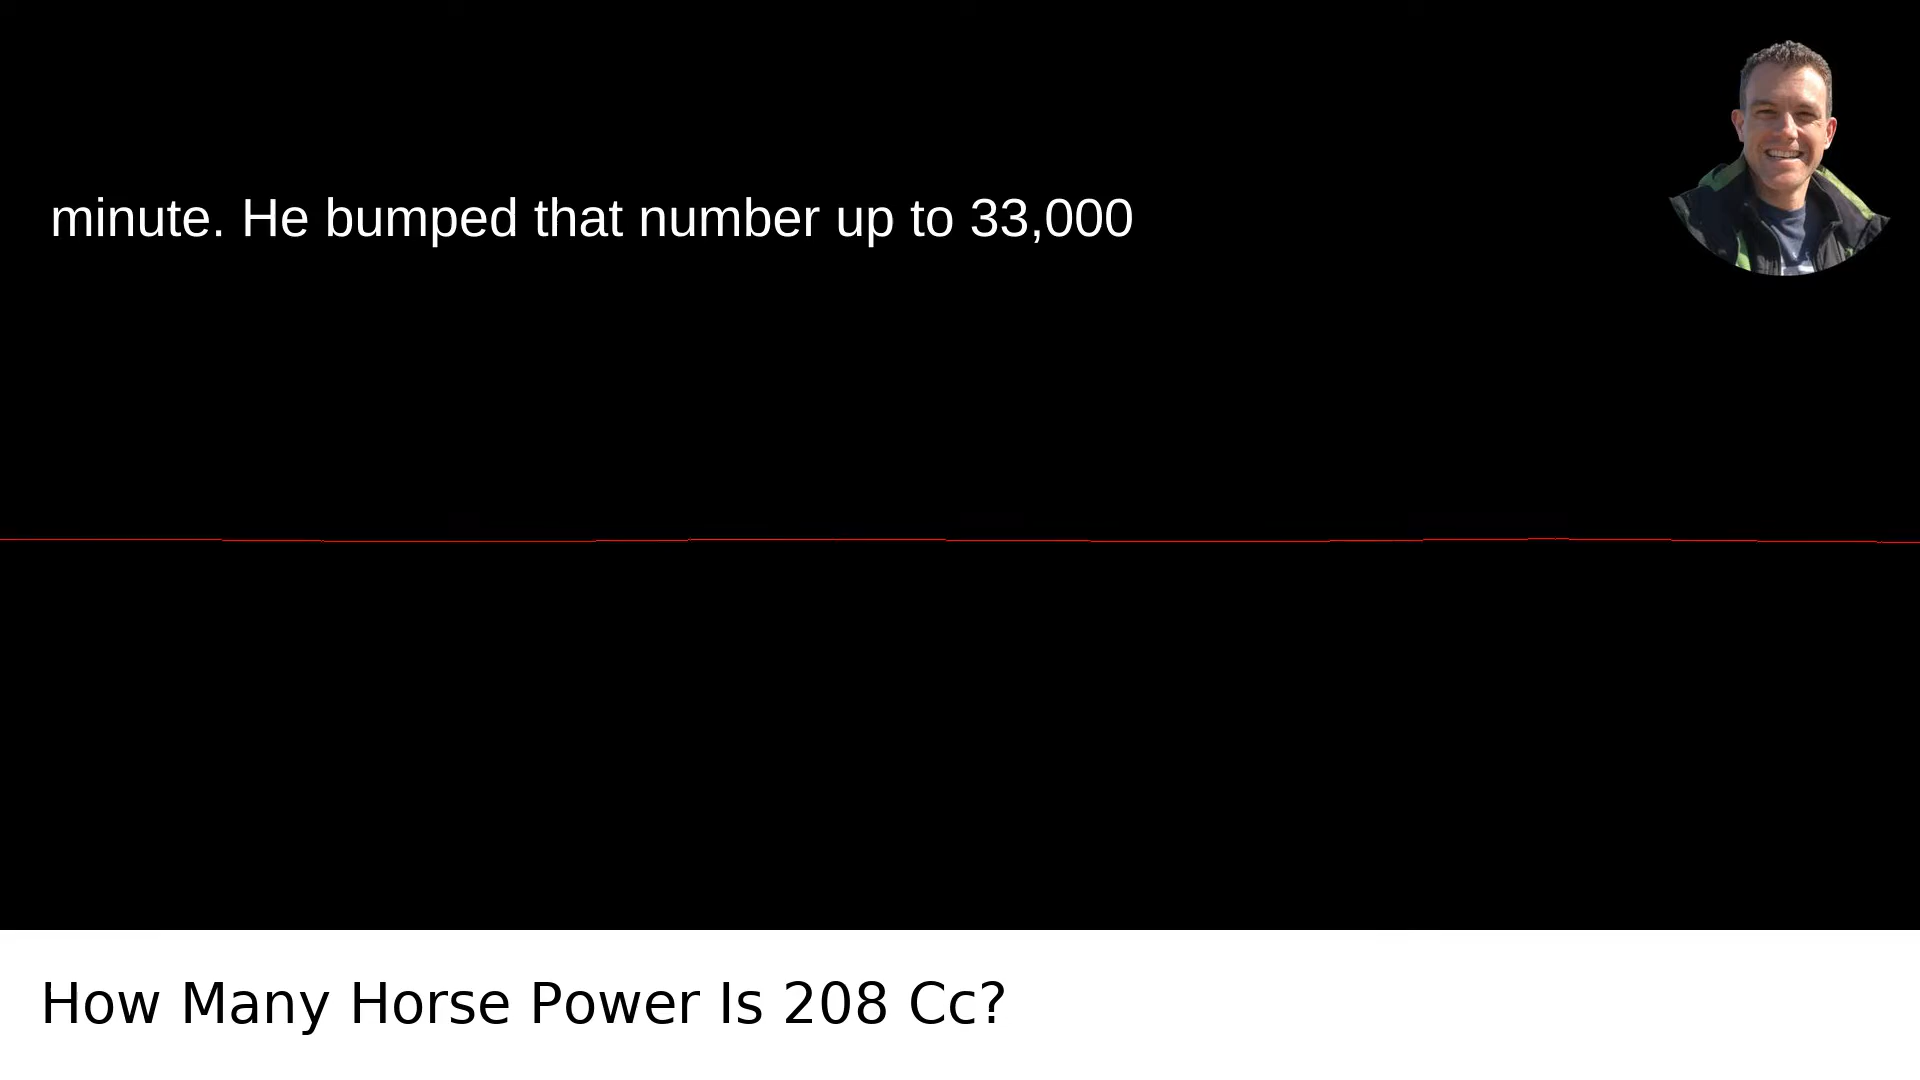 minute. He bumped that number up to 33,000
How Many Horse Power Is 208 Cc?